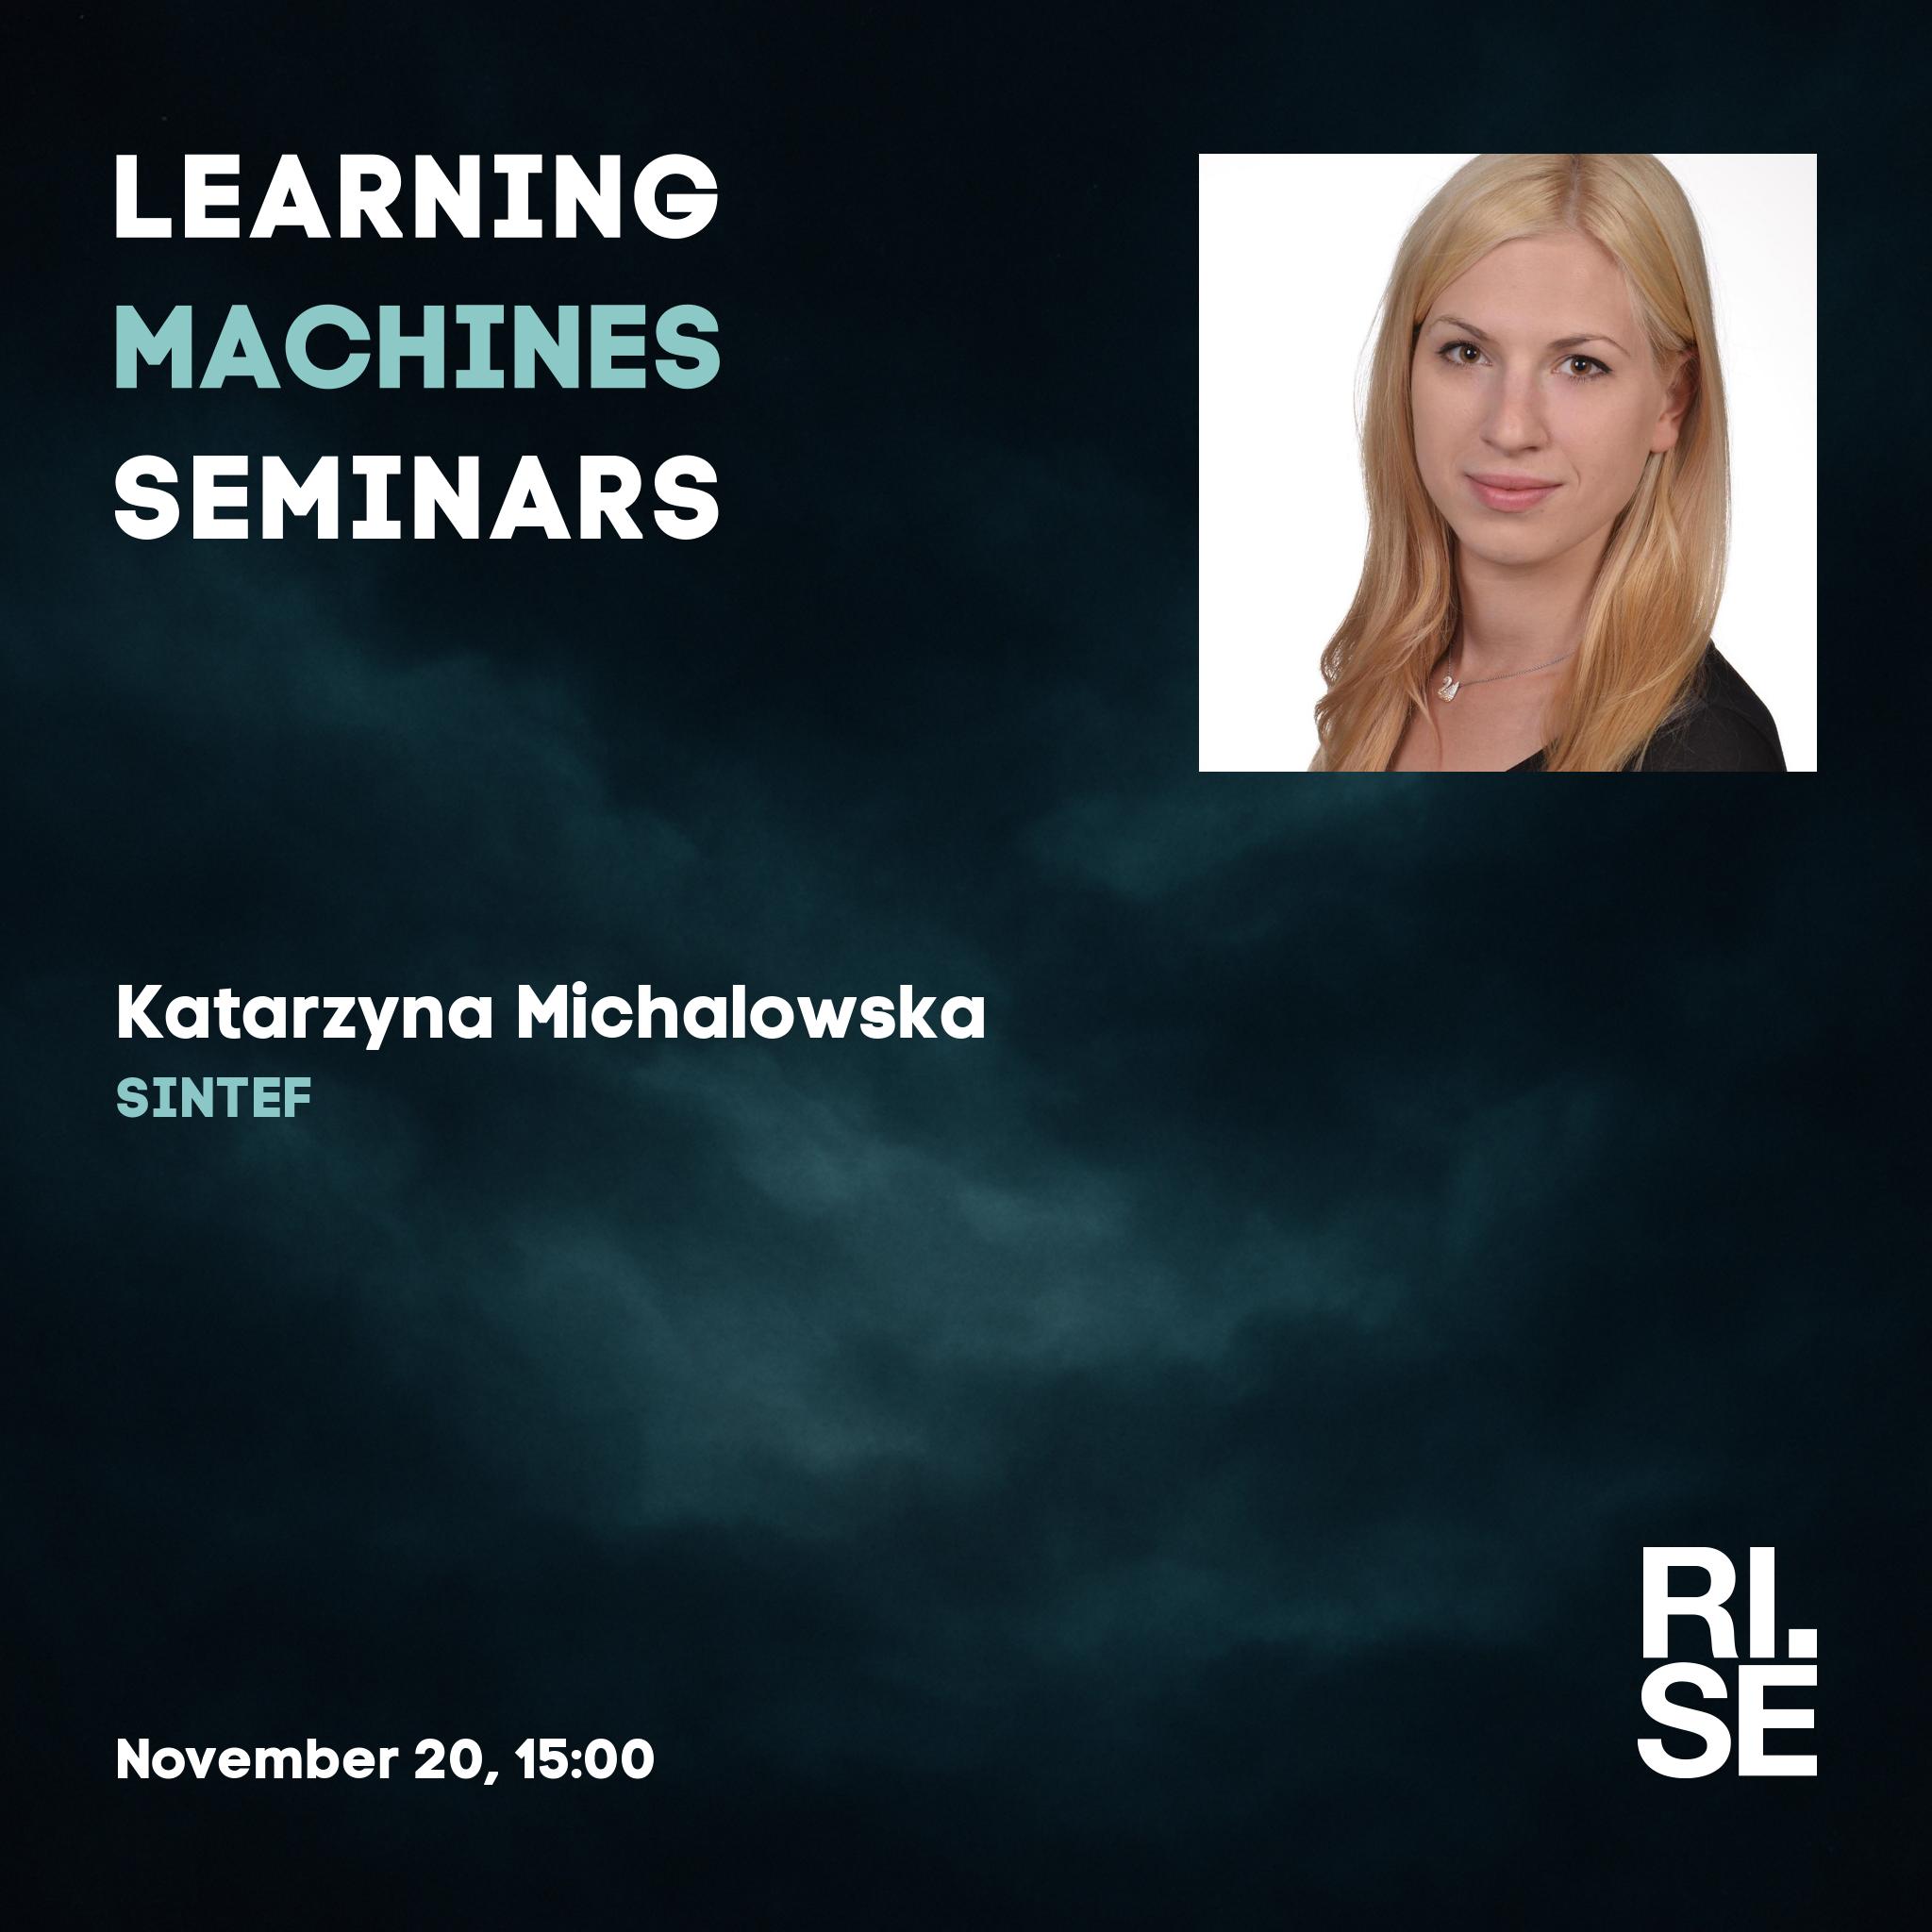 LEARNING
MACHINES
SEMINARS
Katarzyna Michalowska
SINTEF
November 20, 15:00
RI.
SE